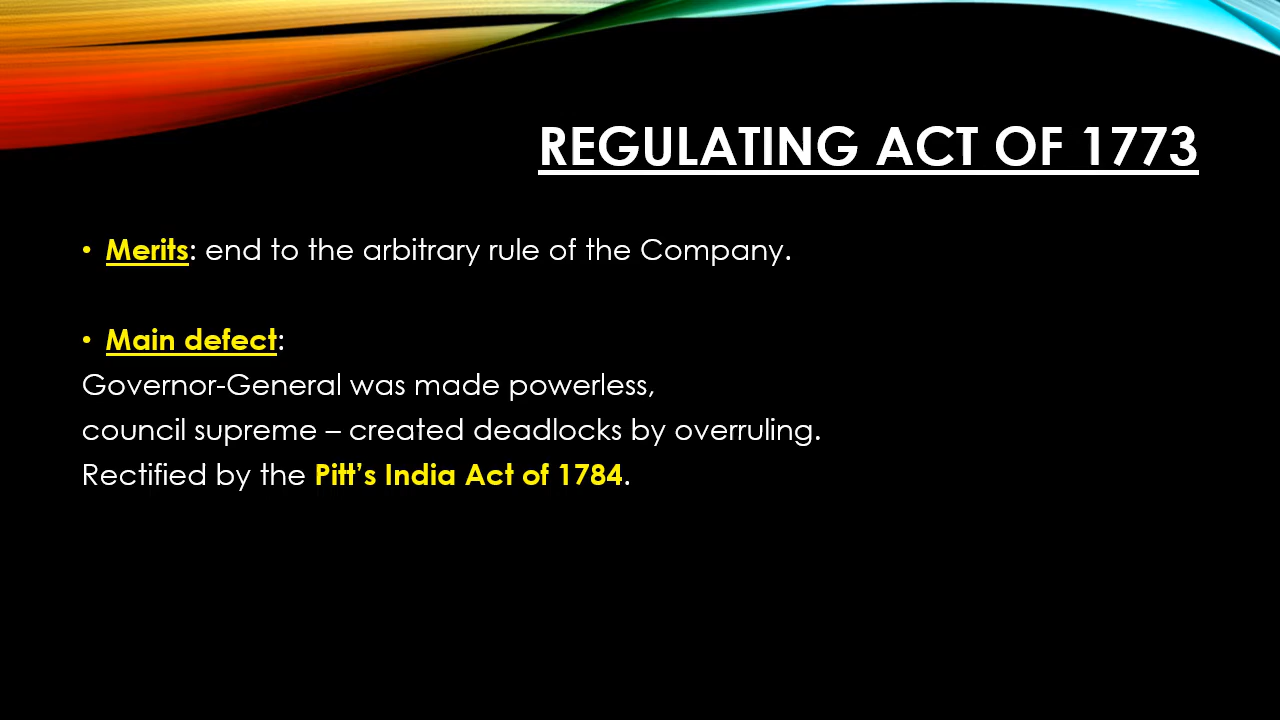 REGULATING ACT OF 1773
• Merits: end to the arbitrary rule of the Company.
• Main defect:
Governor-General was made powerless,
council supreme – created deadlocks by overruling.
Rectified by the Pitt’s India Act of 1784.